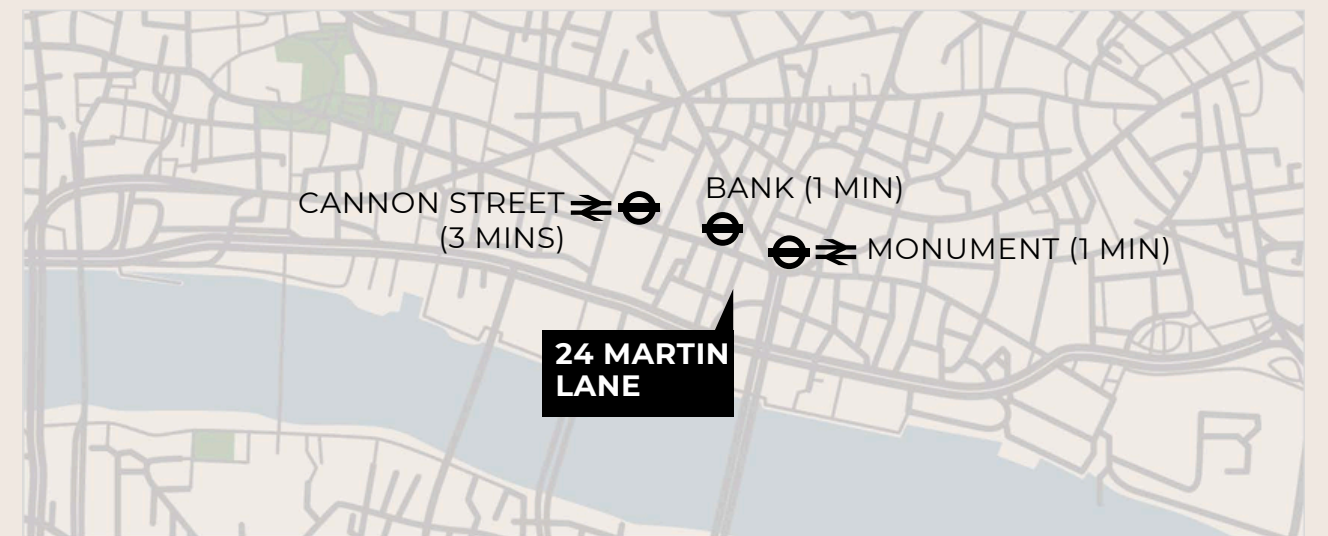 BANK (1 MIN)
CANNON STREET
(3 MINS)
MONUMENT (1 MIN)
24 MARTIN
LANE